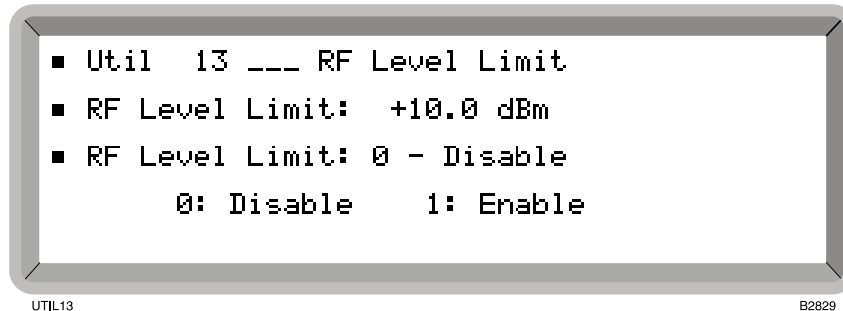 ■ Util 13 ___ RF Level Limit
■ RF Level Limit: +10.0 dBm
■ RF Level Limit: 0 - Disable
0: Disable 1: Enable
UTIL13 B2829